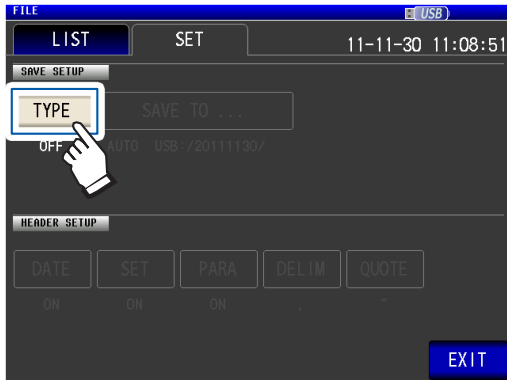 FILE USB
LIST SET 11-11-30 11:08:51
SAVE SETUP
TYPE SAVE TO ...
OFF AUTO USB:/20111130/
HEADER SETUP
DATE SET PARA DELIM QUOTE
ON ON ON , "
EXIT